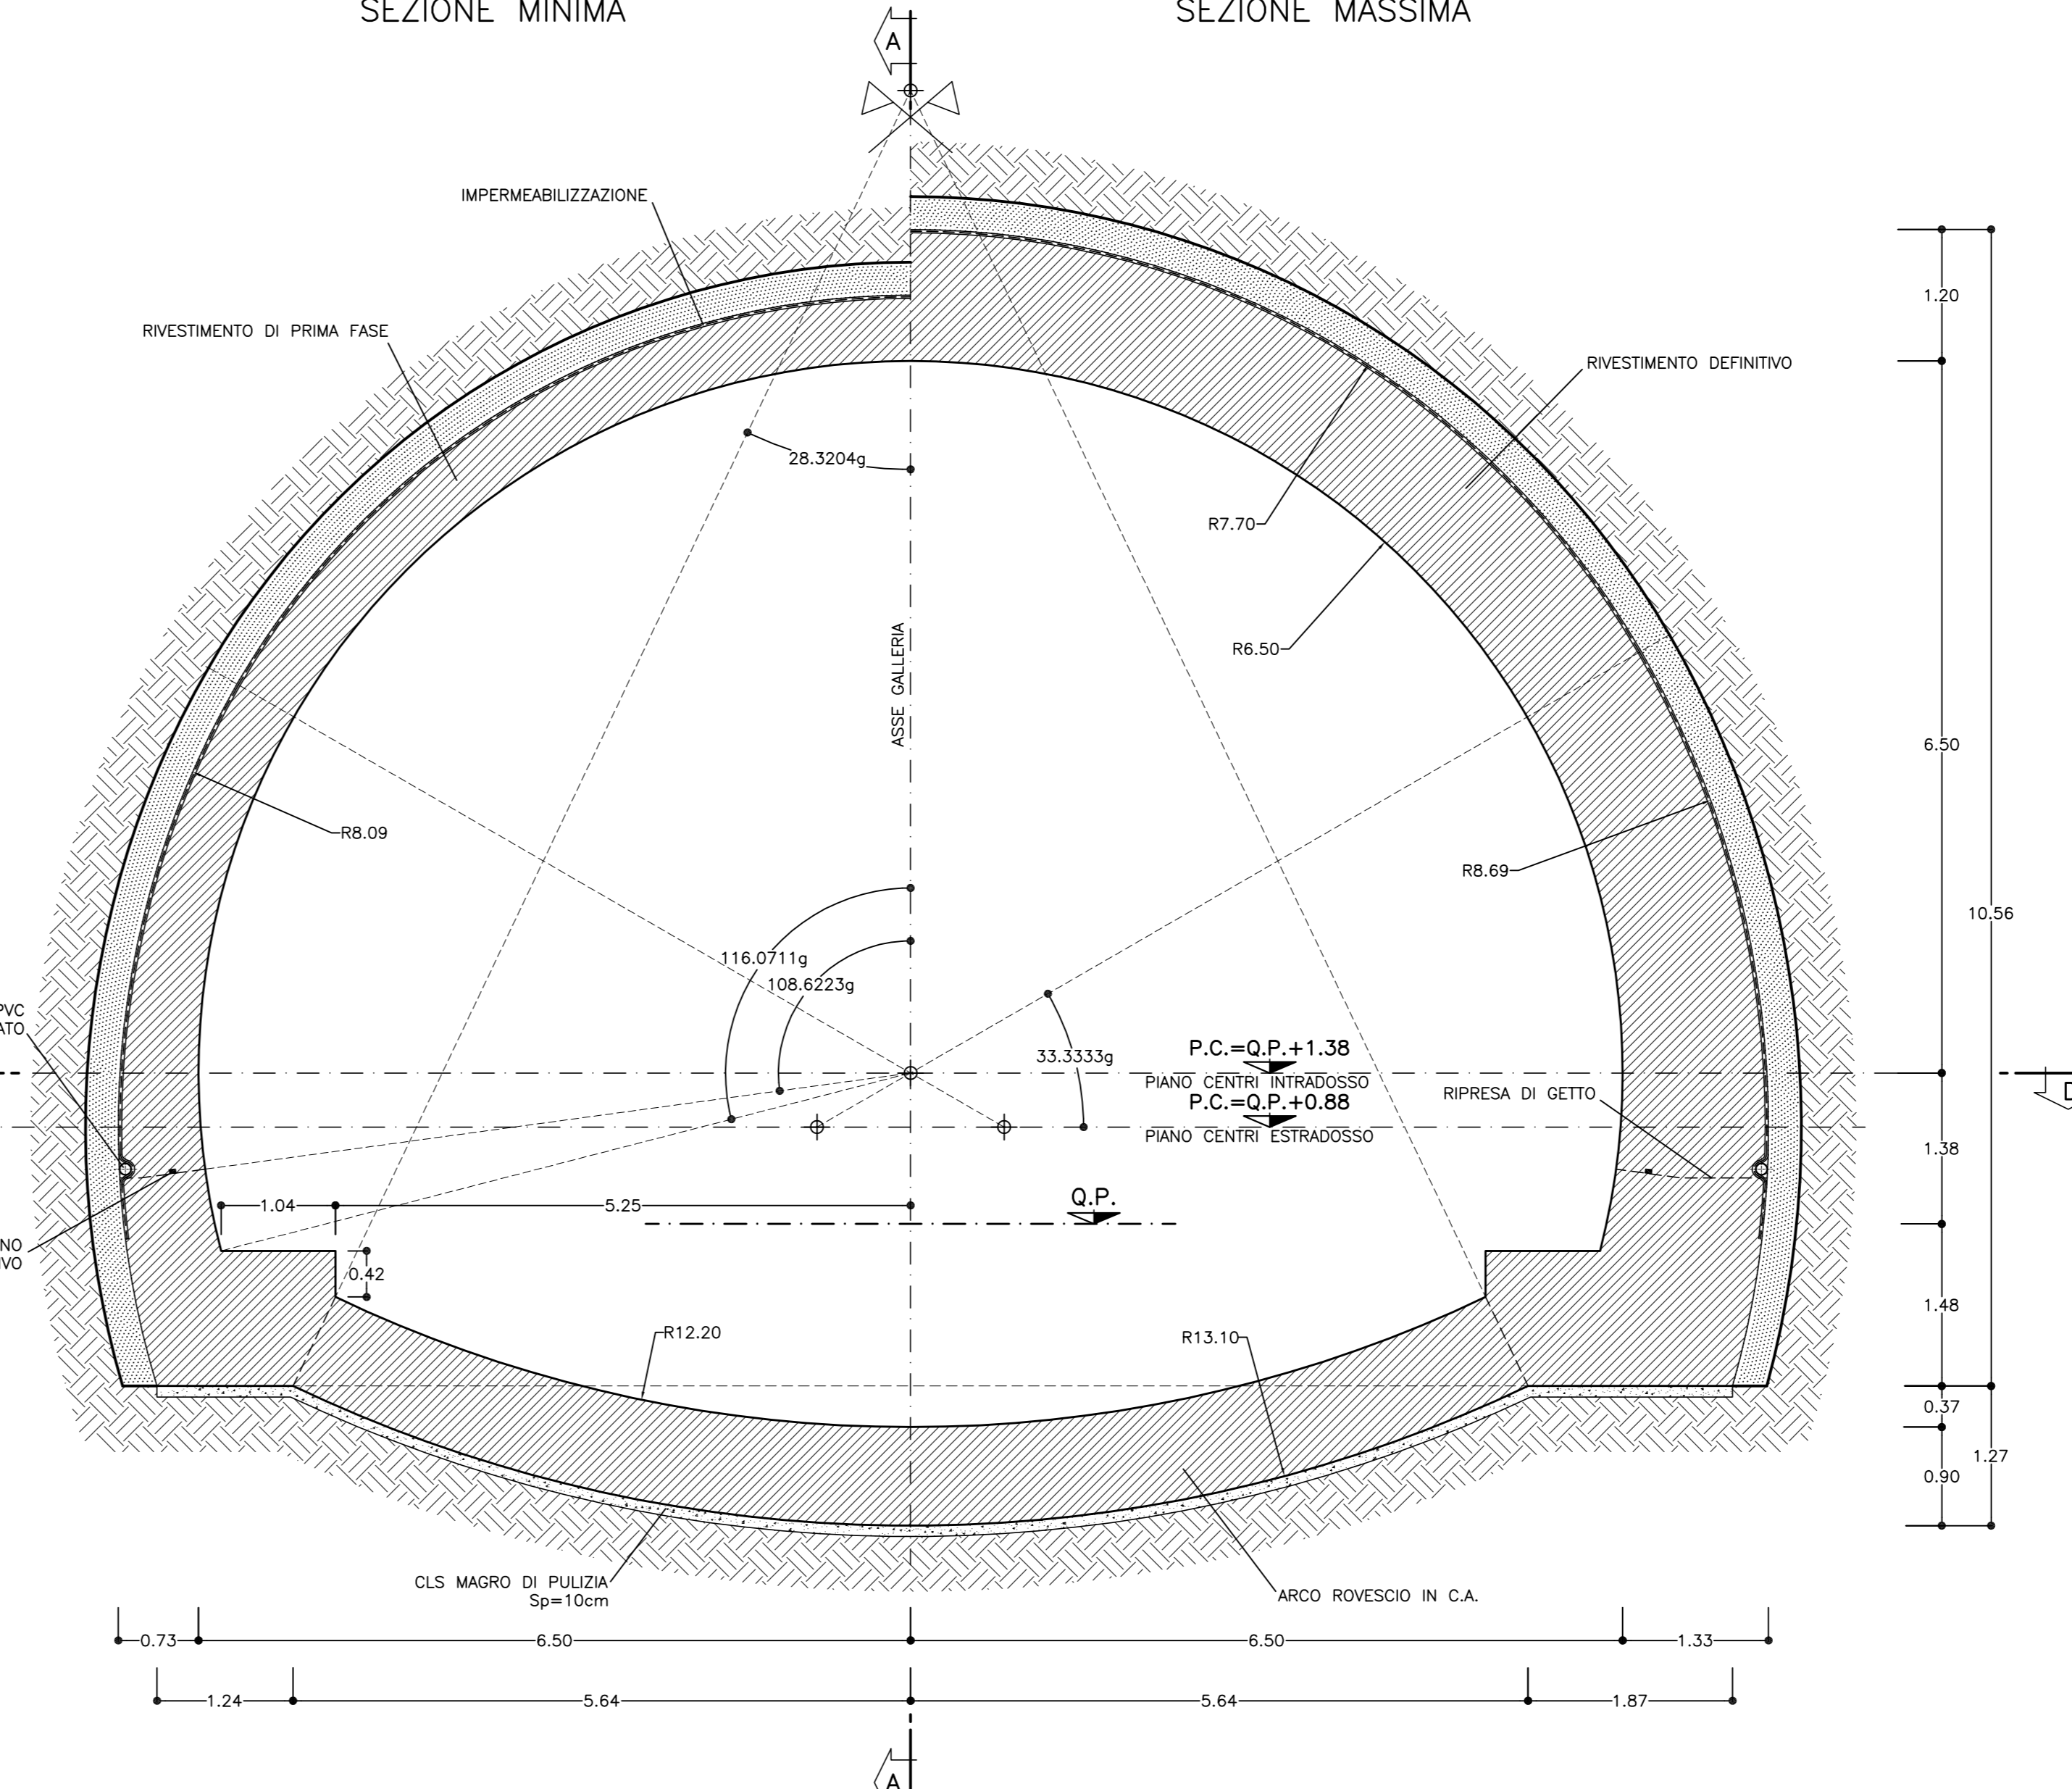 SEZIONE MINIMA
SEZIONE MASSIMA
A
IMPERMEABILIZZAZIONE
RIVESTIMENTO DI PRIMA FASE
1.20
RIVESTIMENTO DEFINITIVO
28.3204g
R7.70
R6.50
ASSE GALLERIA
6.50
R8.09
R8.69
10.56
116.0711g
108.6223g
PVC
ATO
33.3333g
P.C.=Q.P.+1.38
PIANO CENTRI INTRADOSSO
P.C.=Q.P.+0.88
PIANO CENTRI ESTRADOSSO
RIPRESA DI GETTO
D
1.38
1.04
5.25
Q.P.
NO
IVO
0.42
1.48
R12.20
R13.10
0.37
1.27
0.90
CLS MAGRO DI PULIZIA
Sp=10cm
ARCO ROVESCIO IN C.A.
0.73
6.50
6.50
1.33
1.24
5.64
5.64
1.87
A